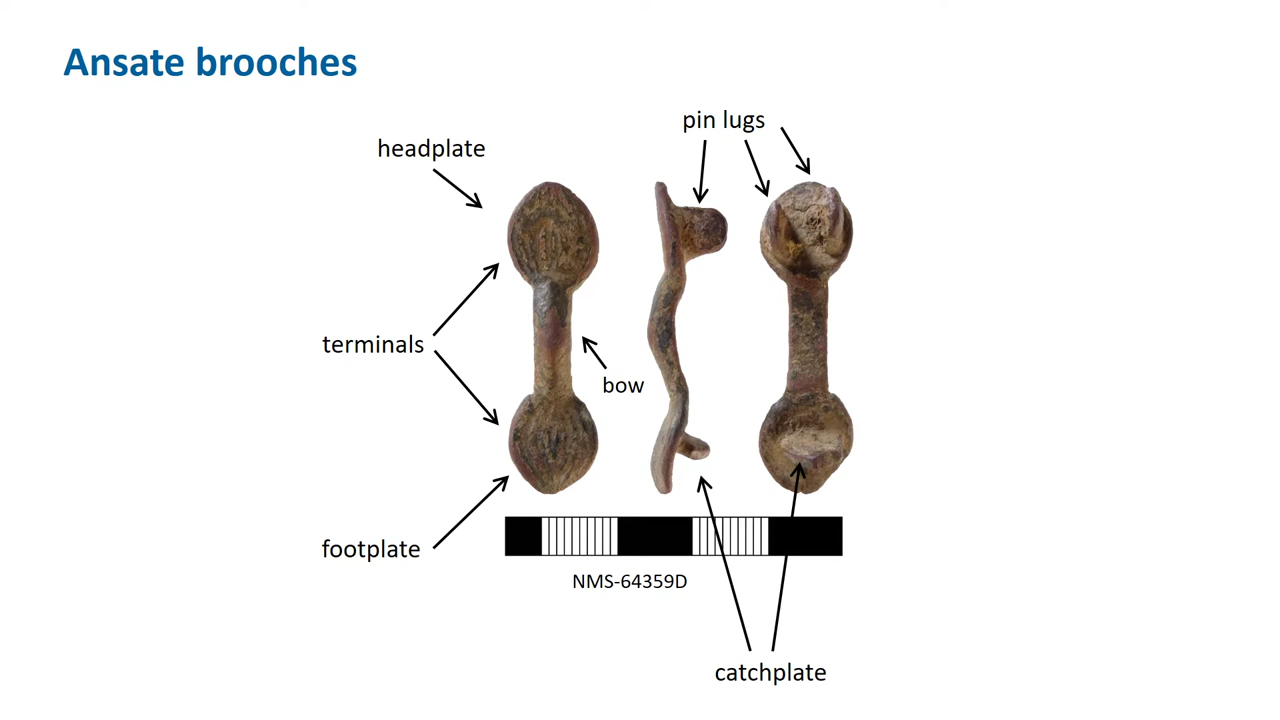 Ansate brooches
pin lugs
headplate
terminals
bow
footplate
NMS-64359D
catchplate